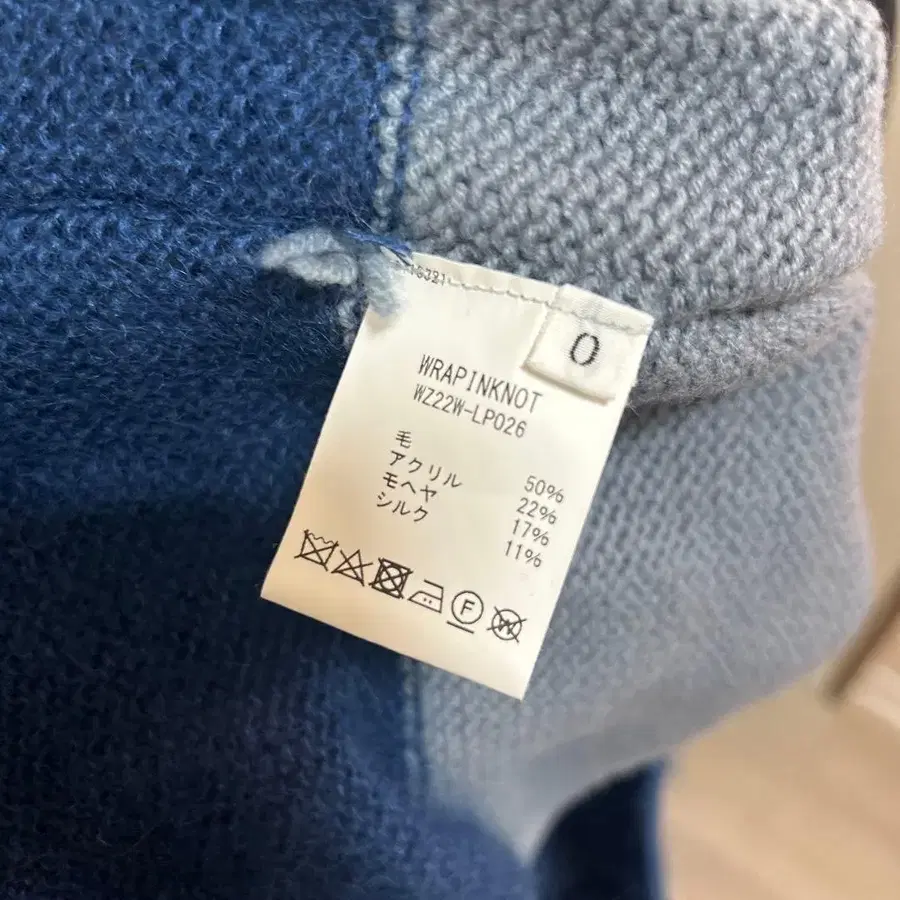 0
WRAPINKNOT
WZ22W-LP026
毛 50%
アクリル 22%
モヘヤ 17%
シルク 11%
F
W